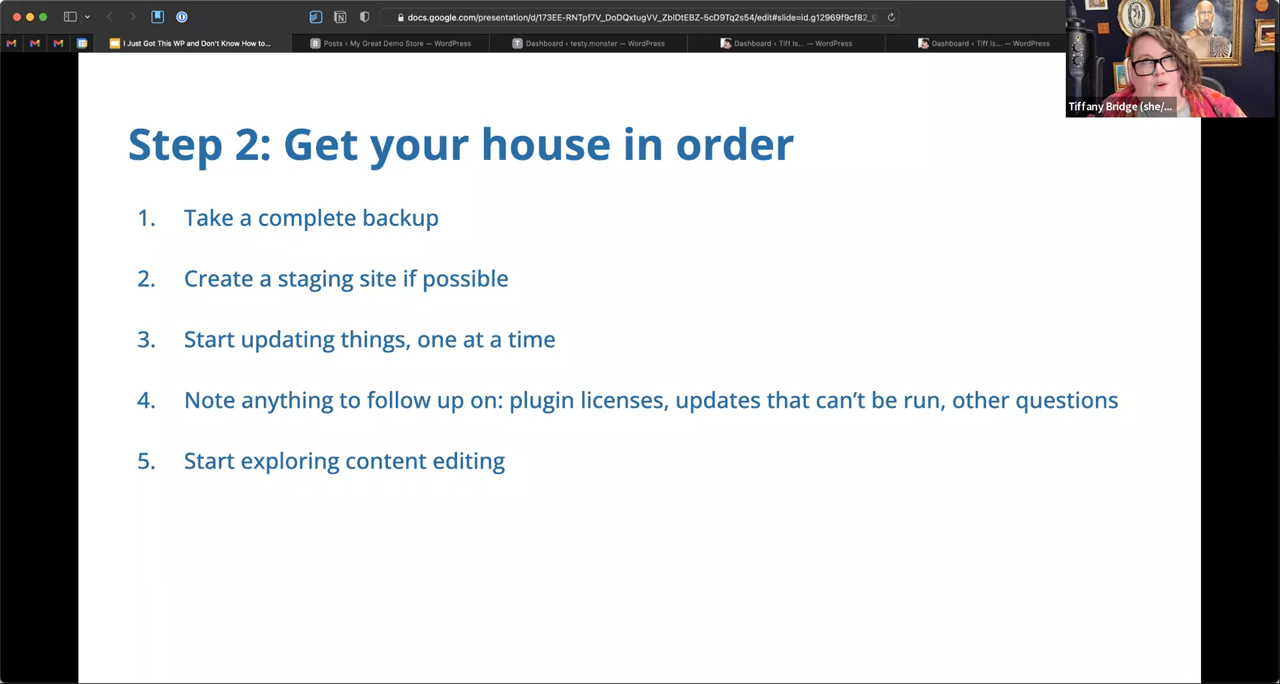 docs.google.com/presentation/d/173EE-RNTpf7V_DoDQxtugVV_ZbIDtEBZ-5cD9Tq2s54/edit#slide=id.g12969f9cf82_0
I Just Got This WP and Don't Know How to...
Posts ‹ My Great Demo Store — WordPress
Dashboard ‹ testy.monster — WordPress
Dashboard ‹ Tiff Is... — WordPress
Dashboard ‹ Tiff Is... — WordPress
Tiffany Bridge (she/...
Step 2: Get your house in order
1. Take a complete backup
2. Create a staging site if possible
3. Start updating things, one at a time
4. Note anything to follow up on: plugin licenses, updates that can’t be run, other questions
5. Start exploring content editing